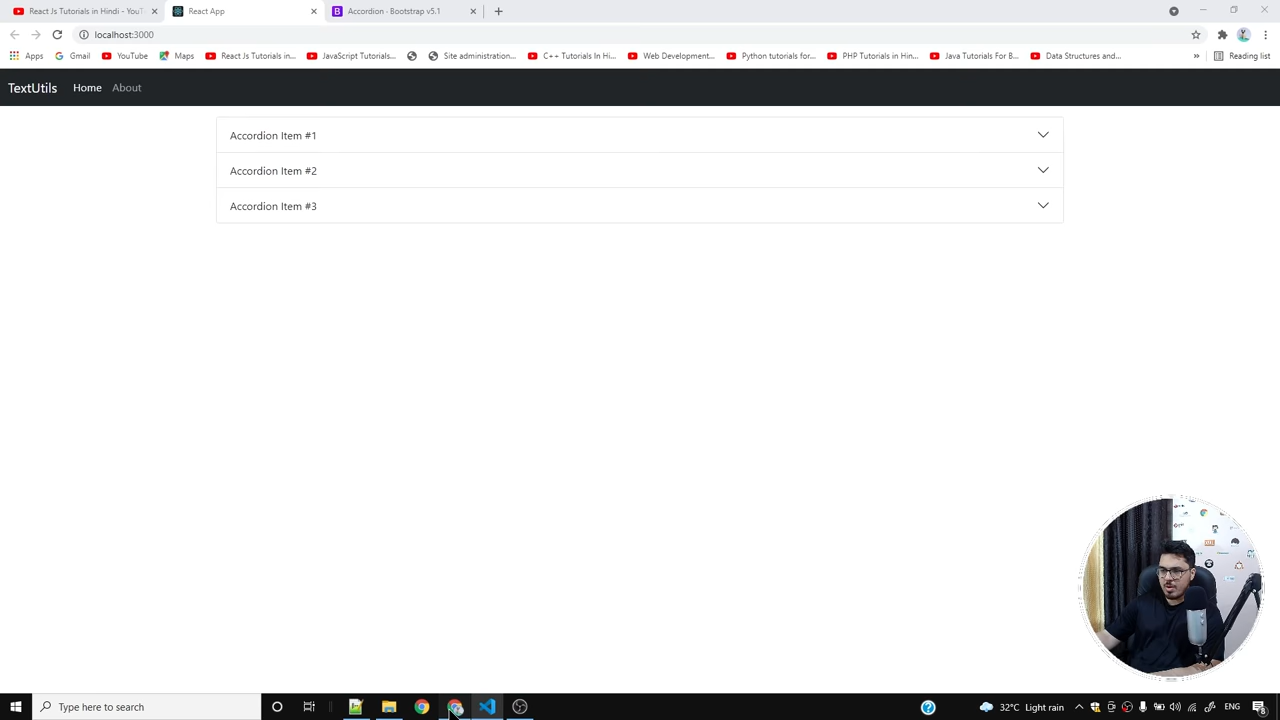 React Js Tutorials in Hindi - YouT
React App
Accordion · Bootstrap v5.1
localhost:3000
Apps
Gmail
YouTube
Maps
React Js Tutorials in...
JavaScript Tutorials...
Site administration...
C++ Tutorials In Hi...
Web Development...
Python tutorials for...
PHP Tutorials in Hin...
Java Tutorials For B...
Data Structures and...
»
Reading list
TextUtils
Home
About
Accordion Item #1
Accordion Item #2
Accordion Item #3
Type here to search
32°C Light rain
ENG
8